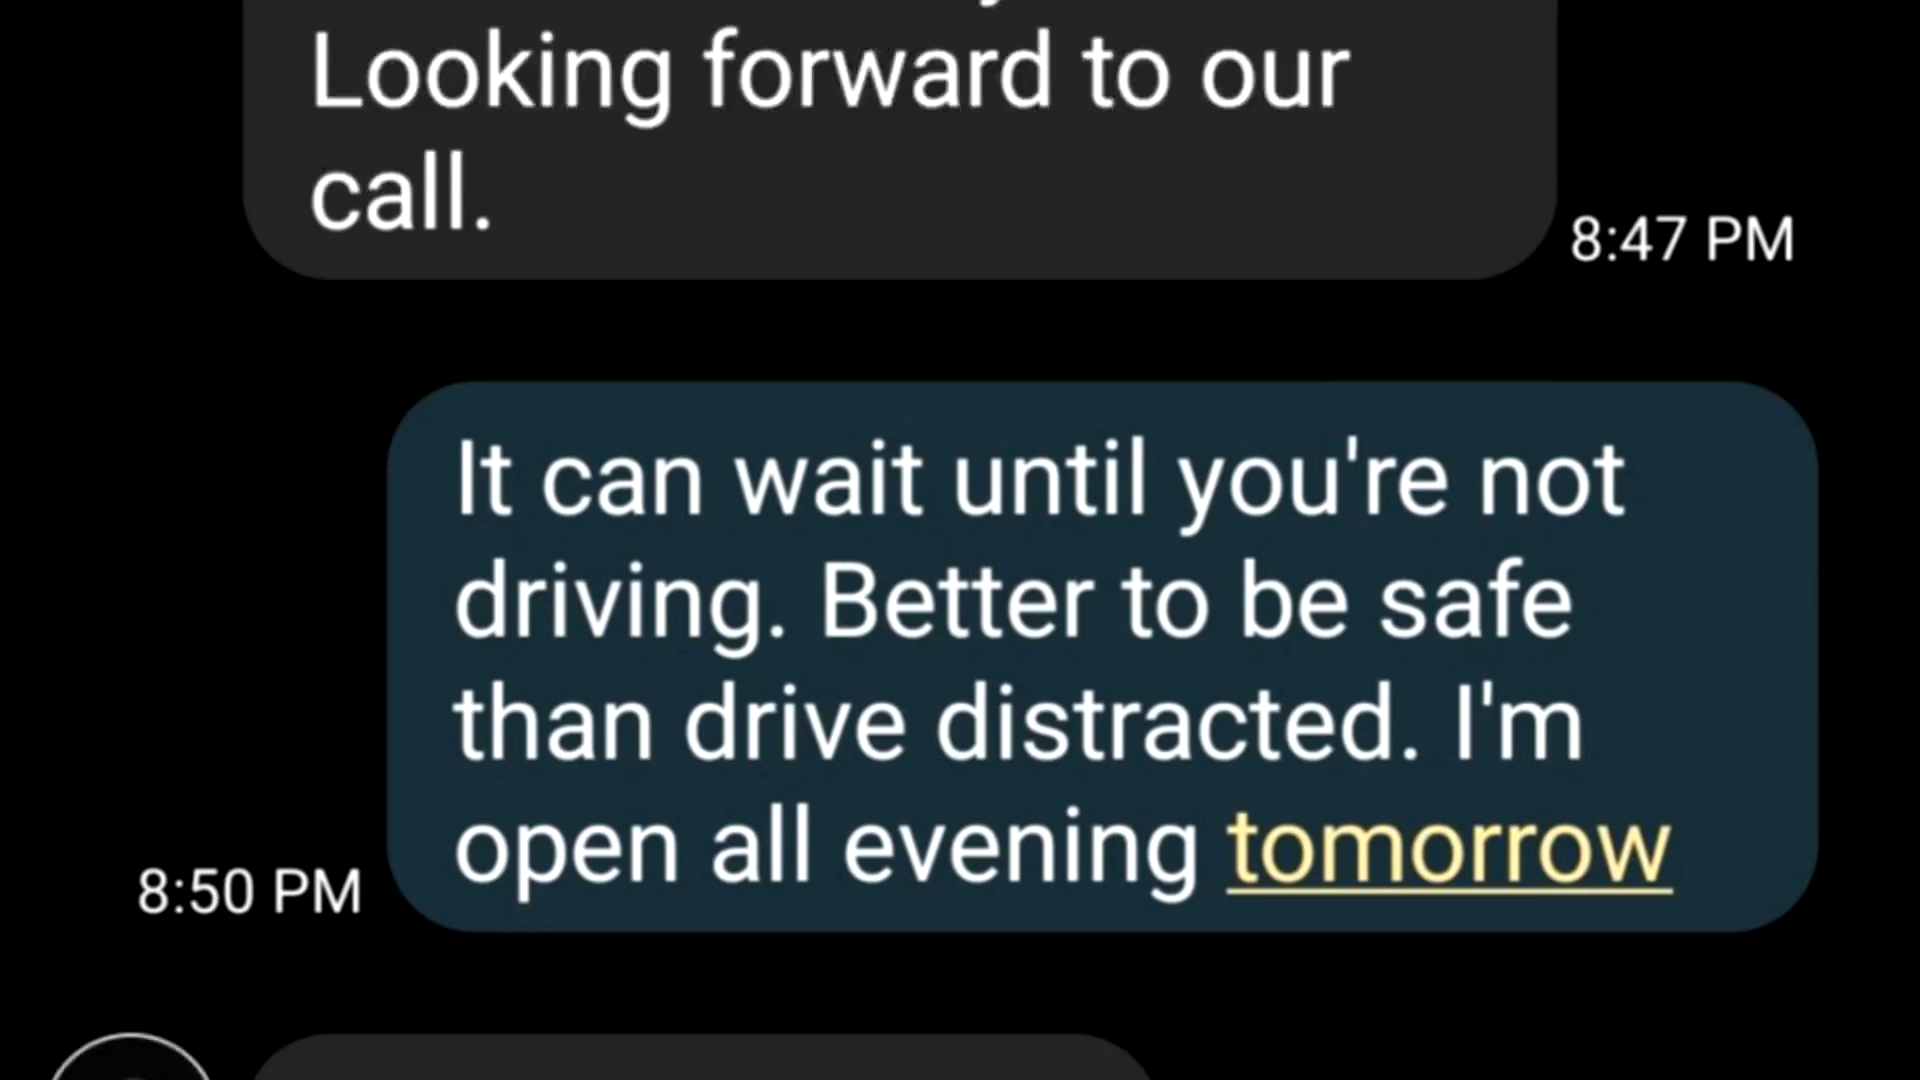 Looking forward to our
call.
8:47 PM
It can wait until you're not
driving. Better to be safe
than drive distracted. I'm
open all evening tomorrow
8:50 PM